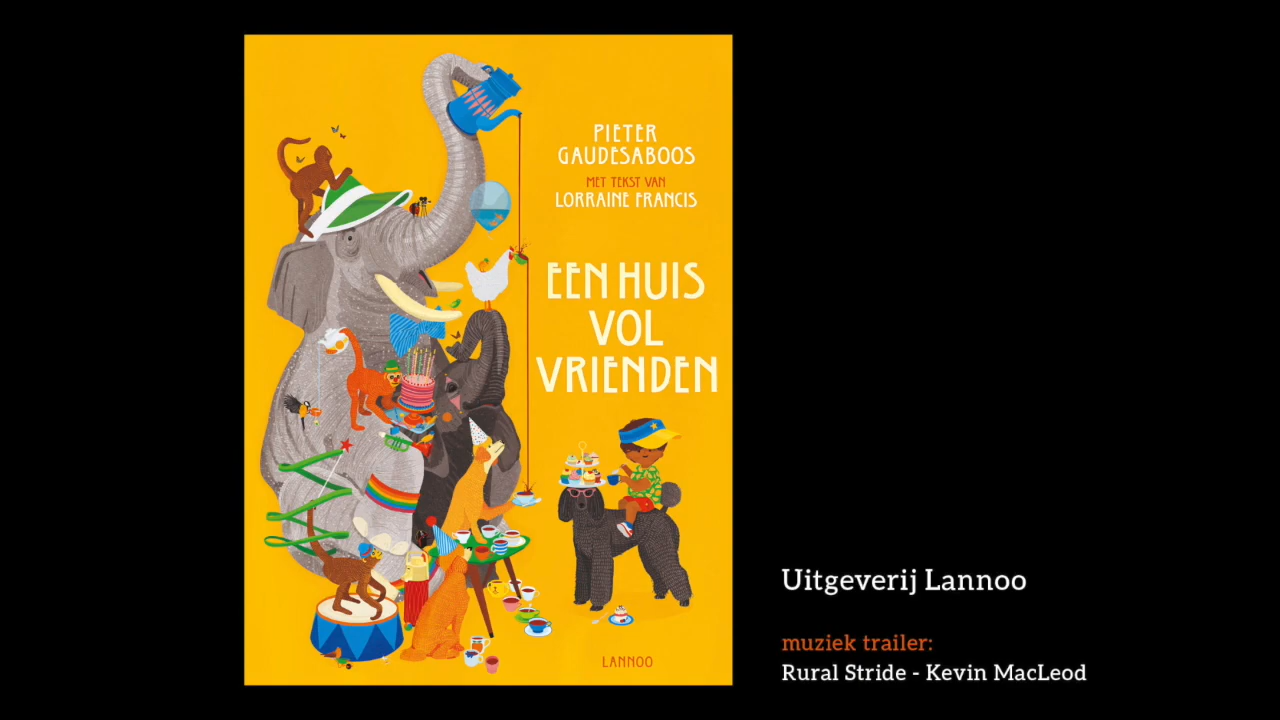 PIETER
GAUDESABOOS
MET TEKST VAN
LORRAINE FRANCIS
EEN HUIS
VOL
VRIENDEN
LANNOO
Uitgeverij Lannoo
muziek trailer:
Rural Stride - Kevin MacLeod